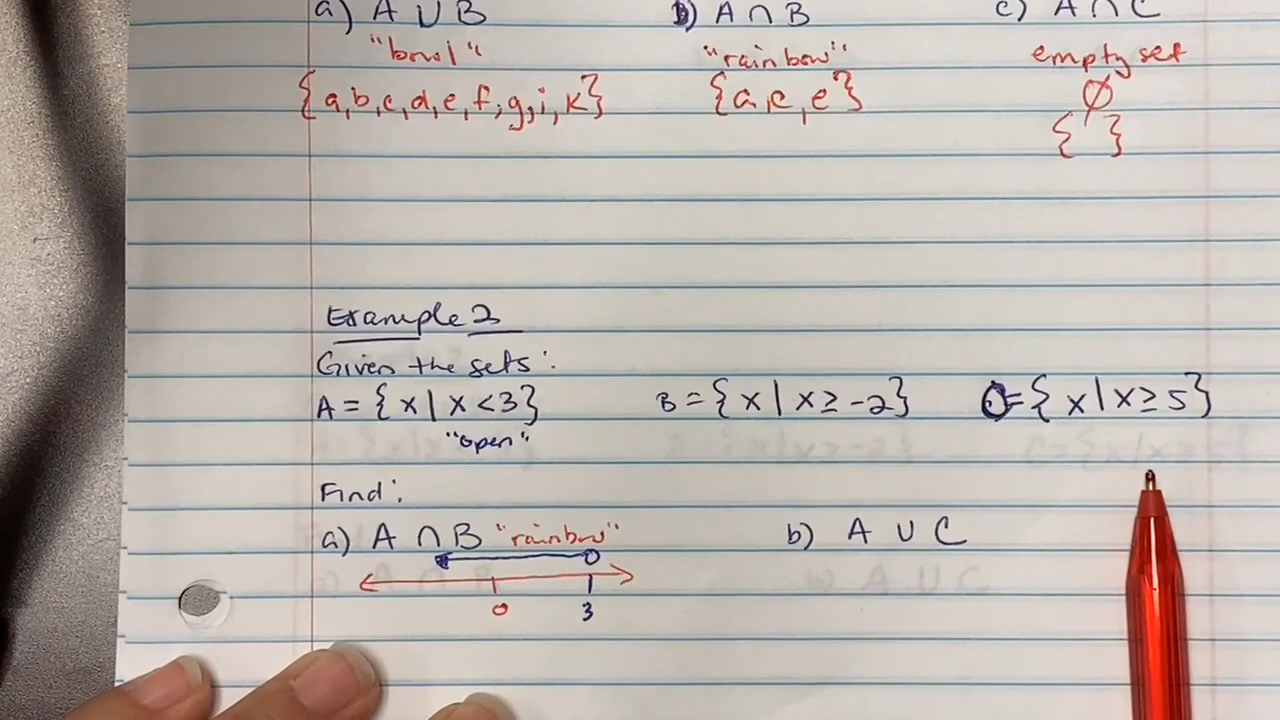 a) A ∪ B b) A ∩ B c) A ∩ C
"bowl" "rainbow" empty set
{a,b,c,d,e,f,g,i,k} {a,c,e} ∅
{ }
Example 2
Given the sets:
A = {x | x < 3} B = {x | x ≥ -2} C = {x | x ≥ 5}
"open"
Find:
a) A ∩ B "rainbow" b) A ∪ C
0 3